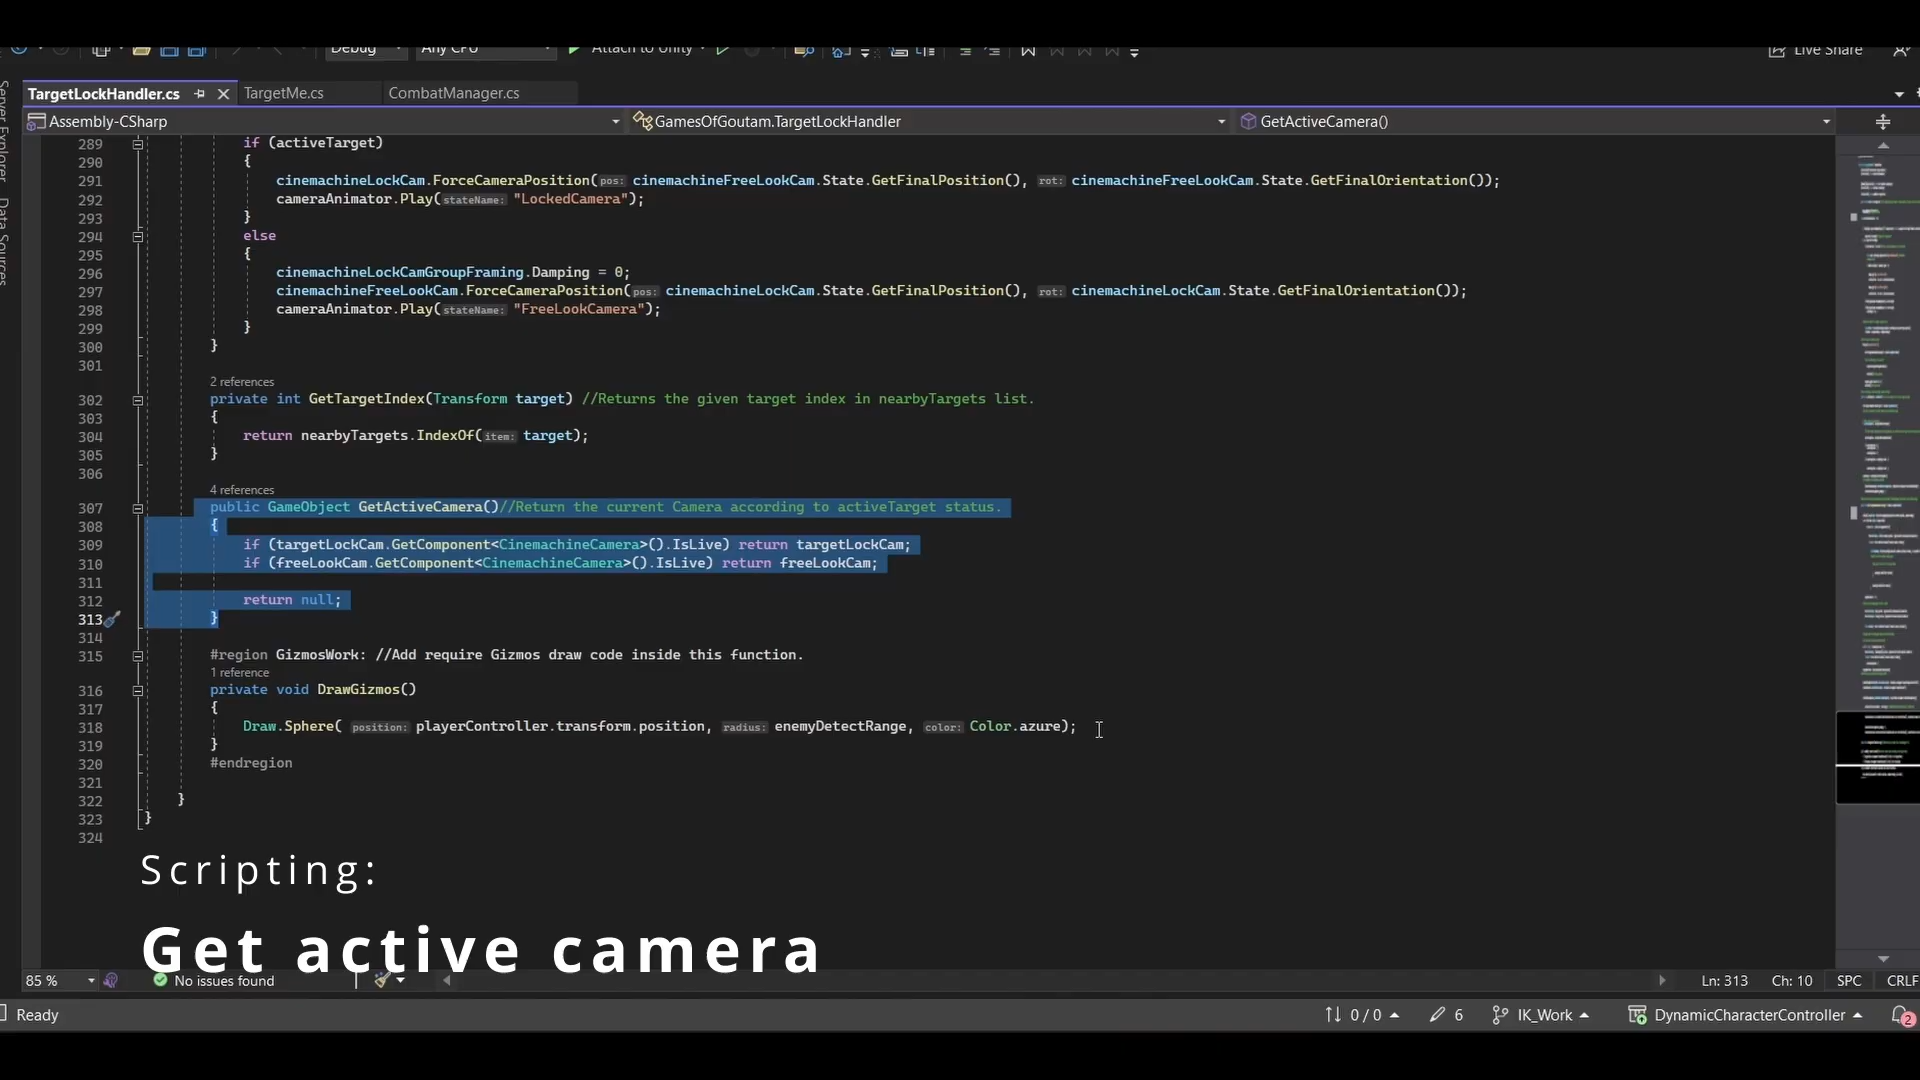 Debug Any CPU Attach to Unity Live Share
Server Explorer Data Sources
TargetLockHandler.cs TargetMe.cs CombatManager.cs
Assembly-CSharp GamesOfGoutam.TargetLockHandler GetActiveCamera()
289 if (activeTarget)
290 {
291 cinemachineLockCam.ForceCameraPosition(pos: cinemachineFreeLookCam.State.GetFinalPosition(), rot: cinemachineFreeLookCam.State.GetFinalOrientation());
292 cameraAnimator.Play(stateName: "LockedCamera");
293 }
294 else
295 {
296 cinemachineLockCamGroupFraming.Damping = 0;
297 cinemachineFreeLookCam.ForceCameraPosition(pos: cinemachineLockCam.State.GetFinalPosition(), rot: cinemachineLockCam.State.GetFinalOrientation());
298 cameraAnimator.Play(stateName: "FreeLookCamera");
299 }
300 }
301
2 references
302 private int GetTargetIndex(Transform target) //Returns the given target index in nearbyTargets list.
303 {
304 return nearbyTargets.IndexOf(item: target);
305 }
306
4 references
307 public GameObject GetActiveCamera()//Return the current Camera according to activeTarget status.
308 {
309 if (targetLockCam.GetComponent<CinemachineCamera>().IsLive) return targetLockCam;
310 if (freeLookCam.GetComponent<CinemachineCamera>().IsLive) return freeLookCam;
311
312 return null;
313 }
314
315 #region GizmosWork: //Add require Gizmos draw code inside this function.
1 reference
316 private void DrawGizmos()
317 {
318 Draw.Sphere( position: playerController.transform.position, radius: enemyDetectRange, color: Color.azure);
319 }
320 #endregion
321
322 }
323 }
324
Scripting:
Get active camera
85 % No issues found Ln: 313 Ch: 10 SPC CRLF
Ready 0 / 0 6 IK_Work DynamicCharacterController 2